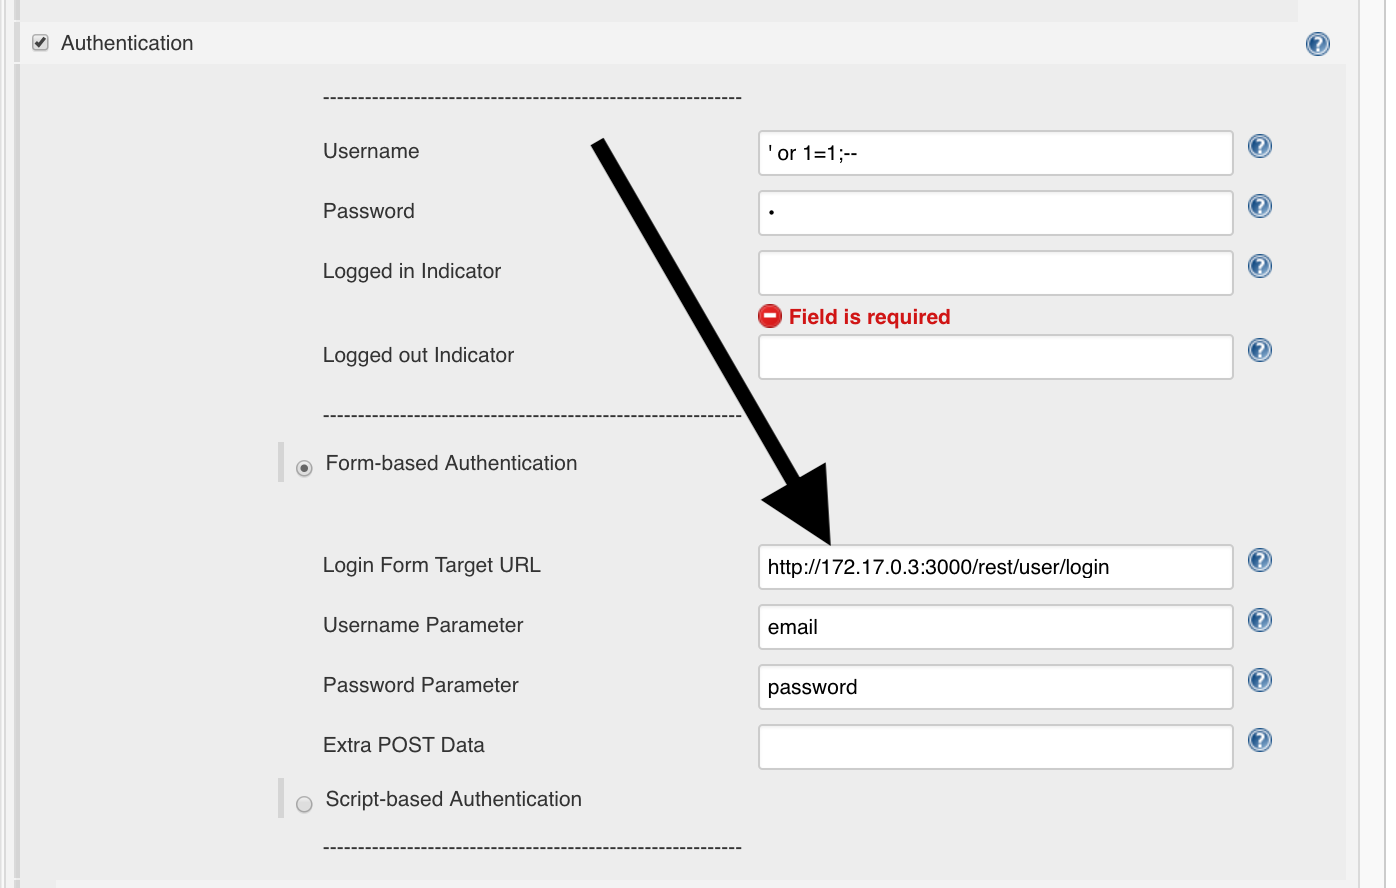 Authentication
------------------------------------------------------------
Username ' or 1=1;--
Password •
Logged in Indicator
Field is required
Logged out Indicator
------------------------------------------------------------
Form-based Authentication
Login Form Target URL http://172.17.0.3:3000/rest/user/login
Username Parameter email
Password Parameter password
Extra POST Data
Script-based Authentication
------------------------------------------------------------